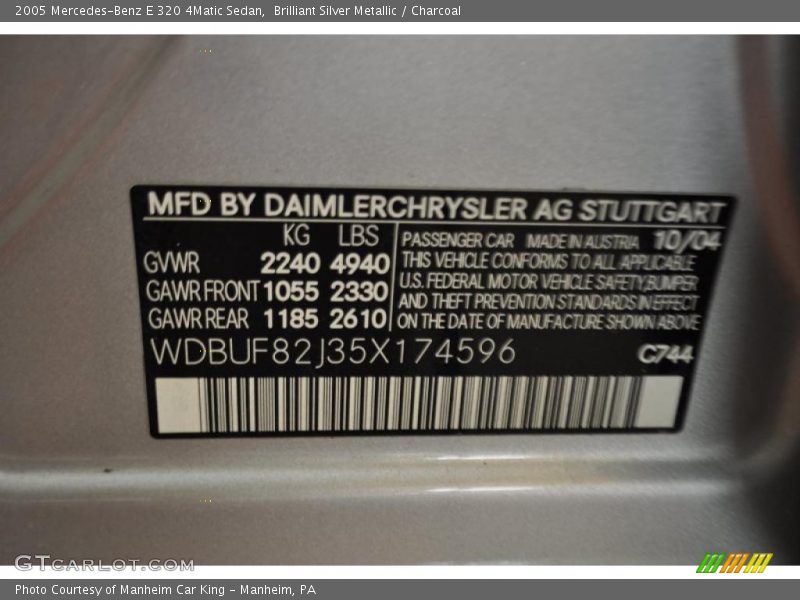 2005 Mercedes-Benz E 320 4Matic Sedan,  Brilliant Silver Metallic / Charcoal
MFD BY DAIMLERCHRYSLER AG STUTTGART
KG LBS
GVWR 2240 4940
GAWR FRONT 1055 2330
GAWR REAR 1185 2610
PASSENGER CAR MADE IN AUSTRIA 10/04
THIS VEHICLE CONFORMS TO ALL APPLICABLE
U.S. FEDERAL MOTOR VEHICLE SAFETY, BUMPER
AND THEFT PREVENTION STANDARDS IN EFFECT
ON THE DATE OF MANUFACTURE SHOWN ABOVE
WDBUF82J35X174596 C744
GTCARLOT.COM
Photo Courtesy of Manheim Car King - Manheim, PA